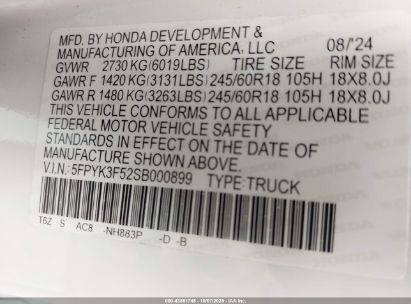 MFD. BY HONDA DEVELOPMENT &
MANUFACTURING OF AMERICA, LLC 08/'24
GVWR 2730 KG(6019LBS) TIRE SIZE RIM SIZE
GAWR F 1420 KG(3131LBS) 245/60R18 105H 18X8.0J
GAWR R 1480 KG(3263LBS) 245/60R18 105H 18X8.0J
THIS VEHICLE CONFORMS TO ALL APPLICABLE
FEDERAL MOTOR VEHICLE SAFETY
STANDARDS IN EFFECT ON THE DATE OF
MANUFACTURE SHOWN ABOVE.
V.I.N.: 5FPYK3F52SB000899 TYPE:TRUCK
T6Z S AC8 -NH883P -D -B